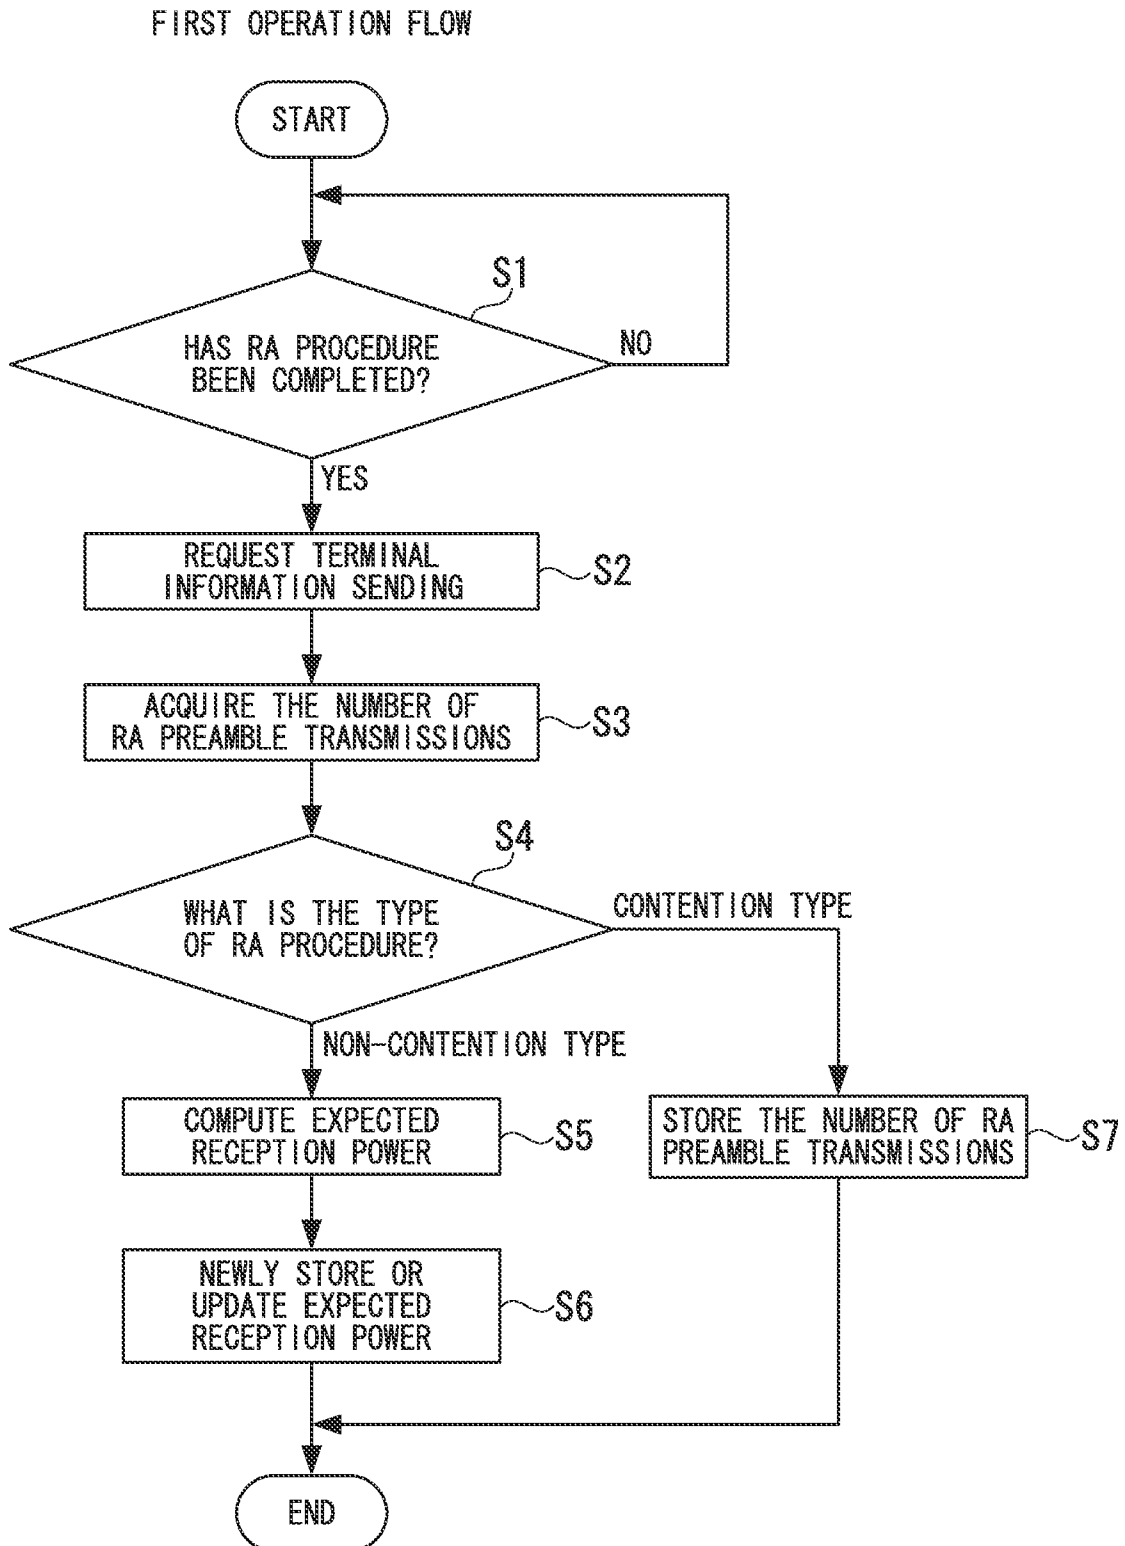 FIRST OPERATION FLOW
START
S1
HAS RA PROCEDURE
BEEN COMPLETED?
NO
YES
REQUEST TERMINAL
INFORMATION SENDING
S2
ACQUIRE THE NUMBER OF
RA PREAMBLE TRANSMISSIONS
S3
S4
WHAT IS THE TYPE
OF RA PROCEDURE?
CONTENTION TYPE
NON-CONTENTION TYPE
COMPUTE EXPECTED
RECEPTION POWER
S5
STORE THE NUMBER OF RA
PREAMBLE TRANSMISSIONS
S7
NEWLY STORE OR
UPDATE EXPECTED
RECEPTION POWER
S6
END